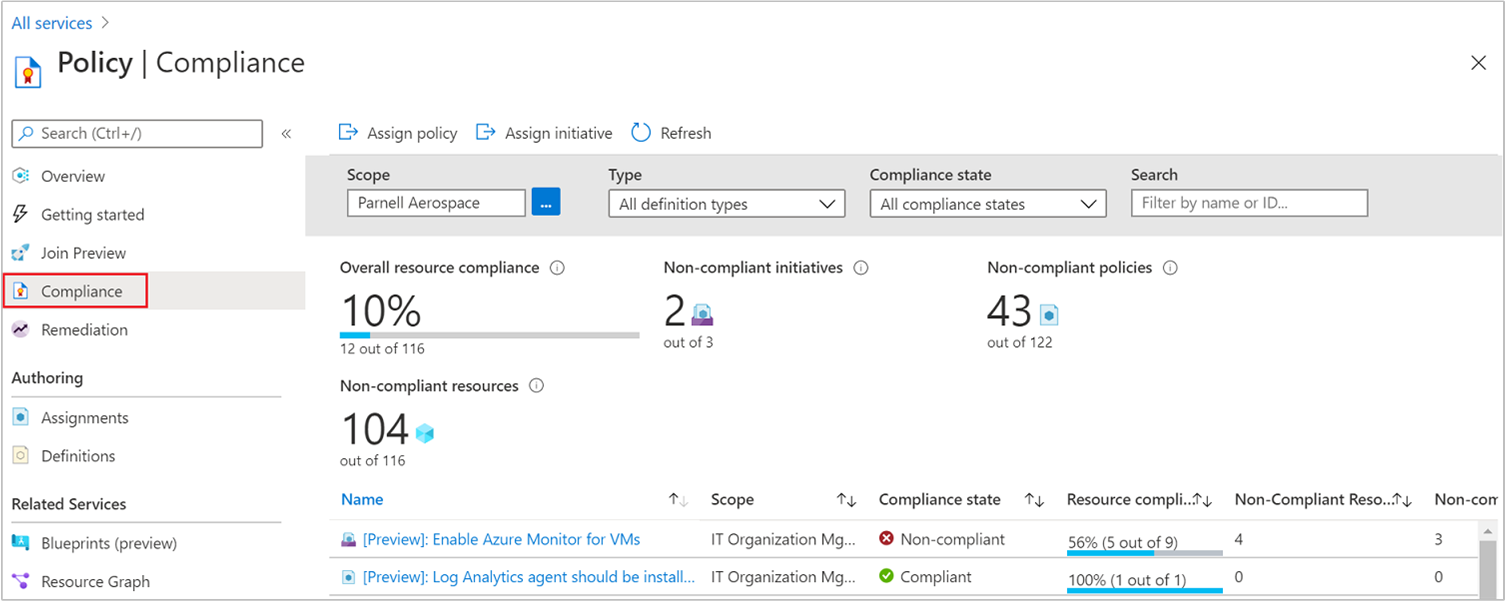 All services >
Policy | Compliance
Search (Ctrl+/)
«
Assign policy Assign initiative Refresh
Overview
Getting started
Join Preview
Compliance
Remediation
Authoring
Assignments
Definitions
Related Services
Blueprints (preview)
Resource Graph
Scope Type Compliance state Search
Parnell Aerospace ... All definition types All compliance states Filter by name or ID...
Overall resource compliance Non-compliant initiatives Non-compliant policies
10% 2 43
12 out of 116 out of 3 out of 122
Non-compliant resources
104
out of 116
Name Scope Compliance state Resource compli... Non-Compliant Reso... Non-com
[Preview]: Enable Azure Monitor for VMs IT Organization Mg... Non-compliant 56% (5 out of 9) 4 3
[Preview]: Log Analytics agent should be install... IT Organization Mg... Compliant 100% (1 out of 1) 0 0